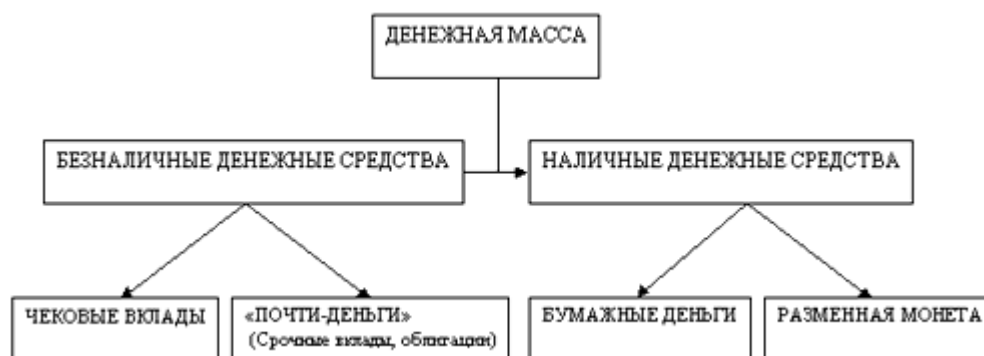 ДЕНЕЖНАЯ МАССА
БЕЗНАЛИЧНЫЕ ДЕНЕЖНЫЕ СРЕДСТВА
НАЛИЧНЫЕ ДЕНЕЖНЫЕ СРЕДСТВА
ЧЕКОВЫЕ ВКЛАДЫ
«ПОЧТИ-ДЕНЬГИ»
(Срочные вклады, облигации)
БУМАЖНЫЕ ДЕНЬГИ
РАЗМЕННАЯ МОНЕТА